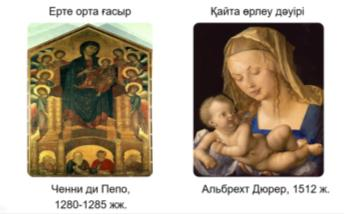 Ерте орта ғасыр
Қайта өрлеу дәуірі
Ченни ди Пепо,
1280-1285 жж.
Альбрехт Дюрер, 1512 ж.